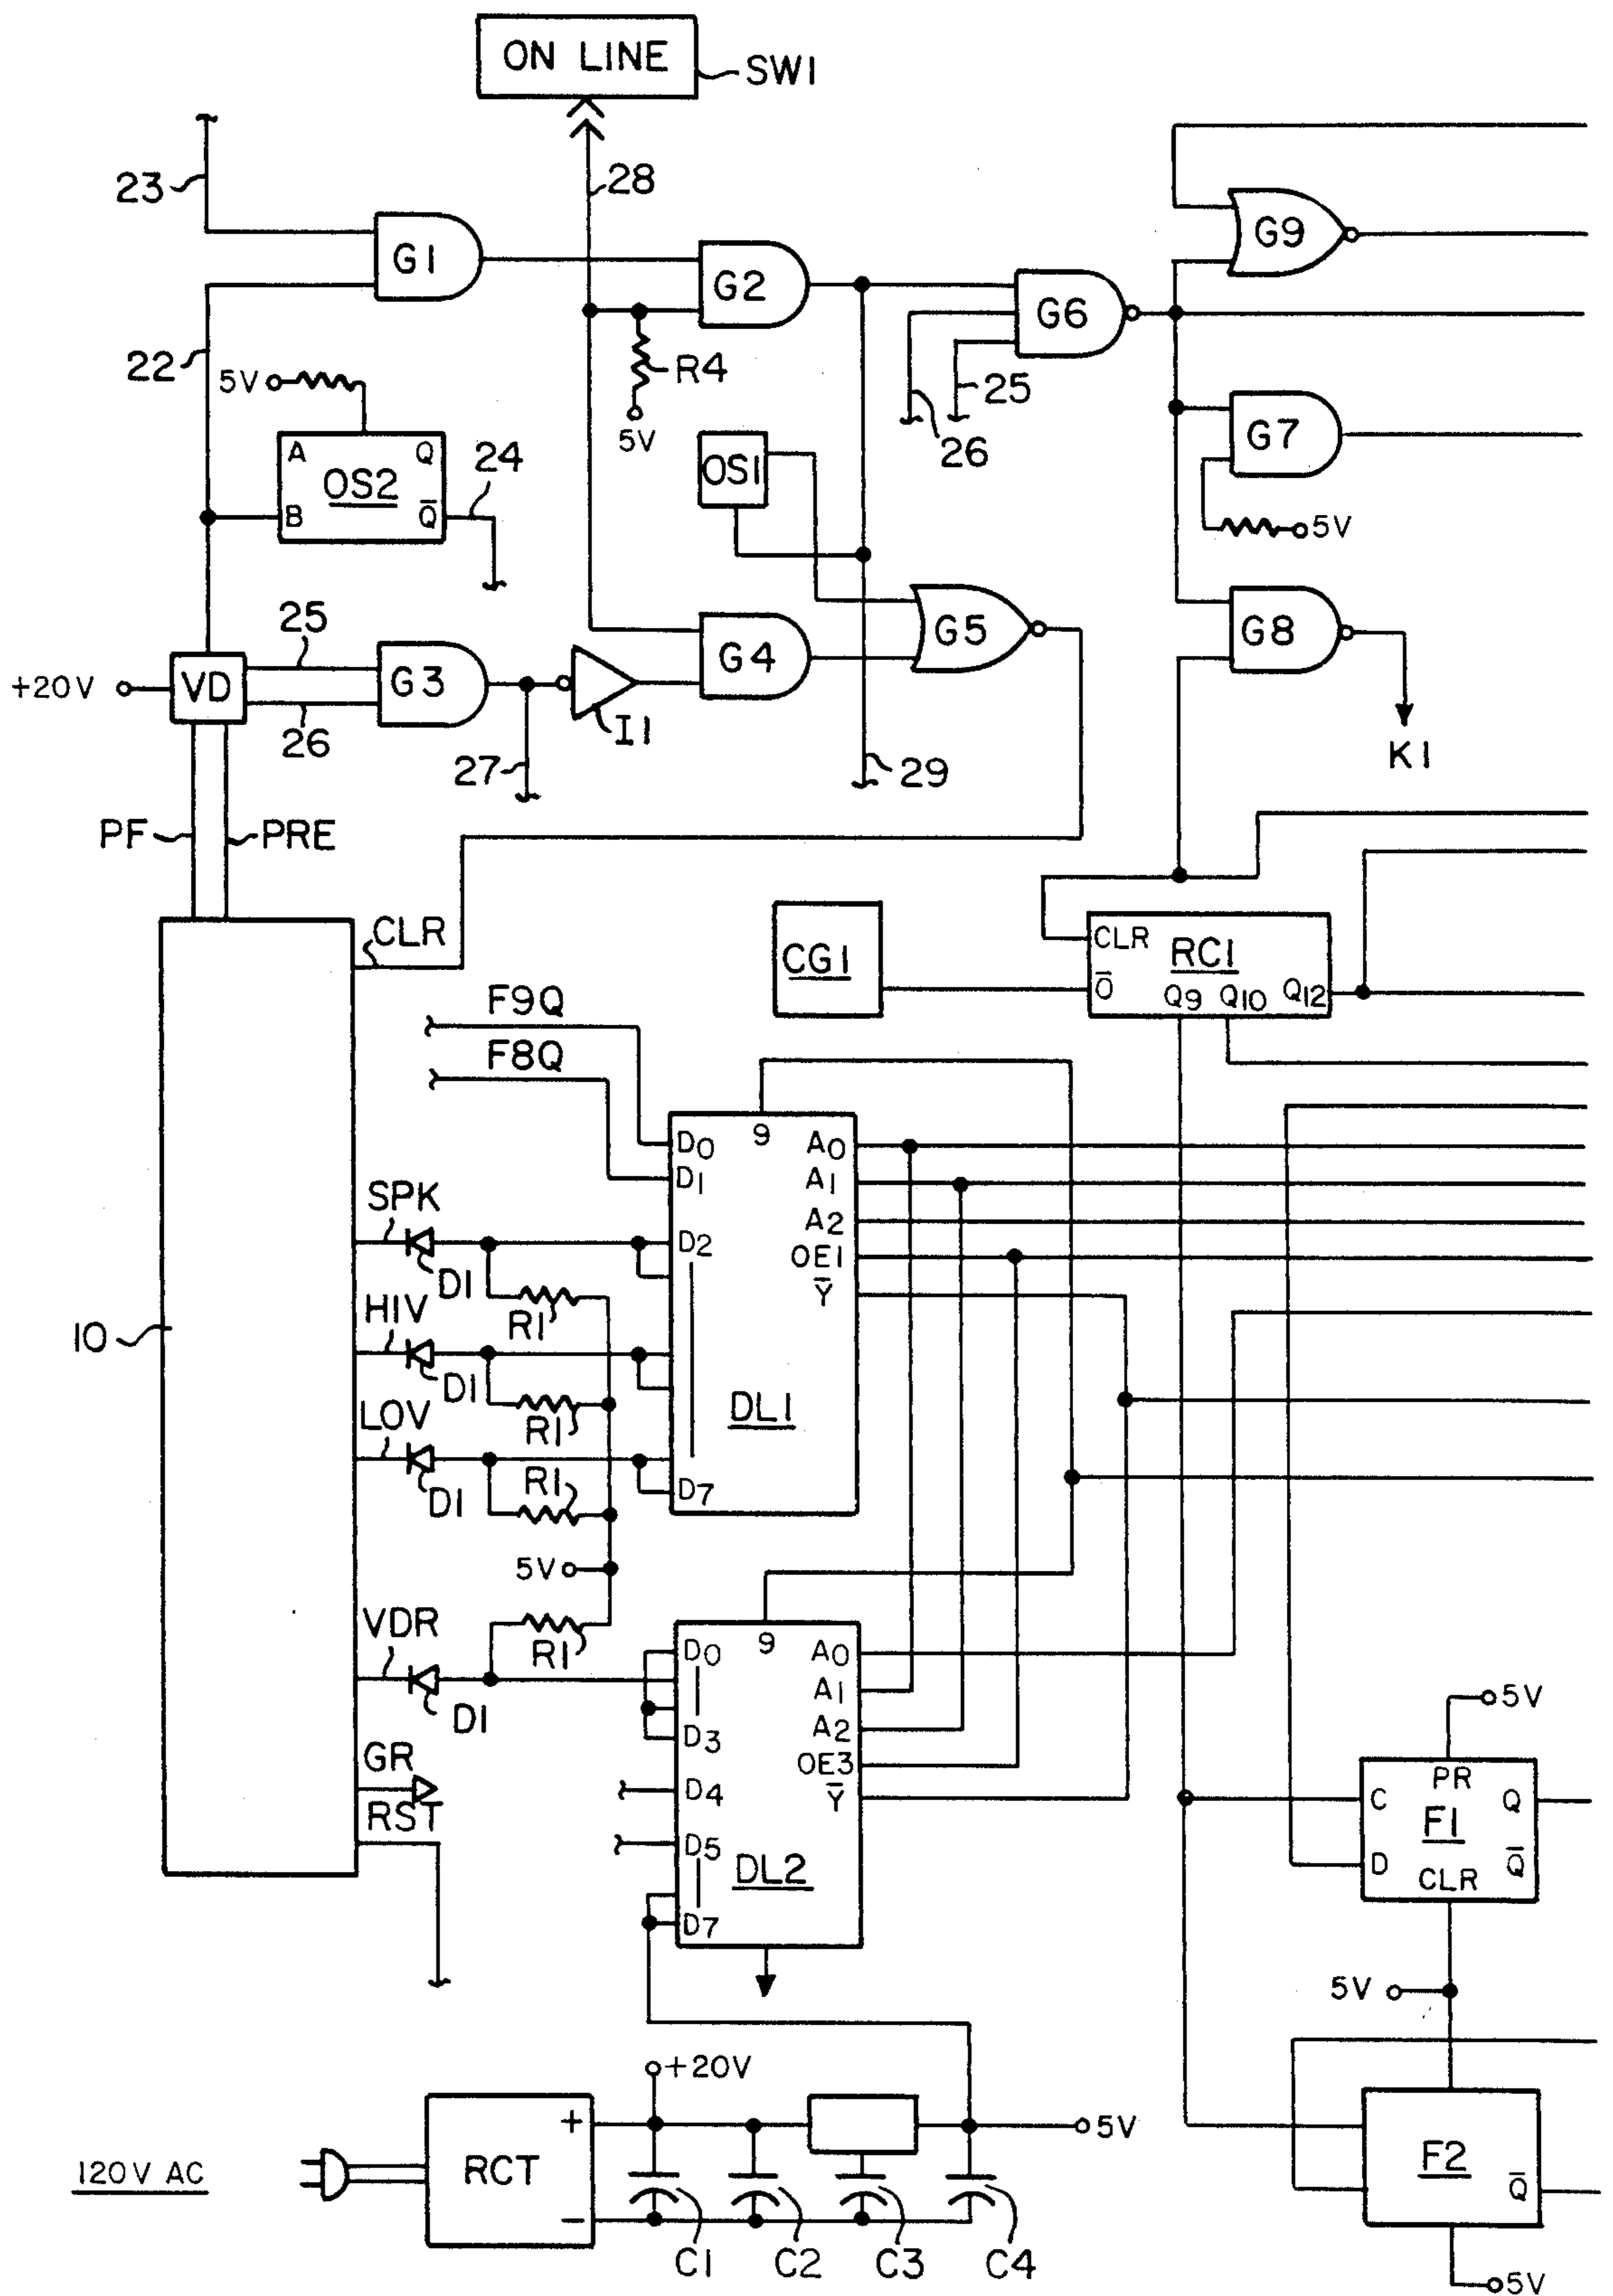 ON LINE
SW1
23
28
G1
G2
G9
G6
22
5V
R4
5V
25
26
G7
5V
A
Q
OS2
B
Q̅
24
OS1
G5
G8
K1
+20V
VD
25
26
G3
I1
G4
27
29
PF
PRE
CLR
CG1
CLR
RC1
O̅
Q9
Q10
Q12
F9Q
F8Q
9
D0
A0
D1
A1
SPK
D2
A2
OE1
Y̅
D1
R1
HIV
10
D1
R1
DL1
LOV
R1
D1
D7
5V
VDR
R1
D1
9
D0
A0
A1
D3
A2
OE3
D4
Y̅
D5
DL2
D7
GR
RST
5V
PR
C
Q
F1
D
Q̅
CLR
5V
+20V
5V
F2
Q̅
120V AC
RCT
+
−
C1
C2
C3
C4
5V